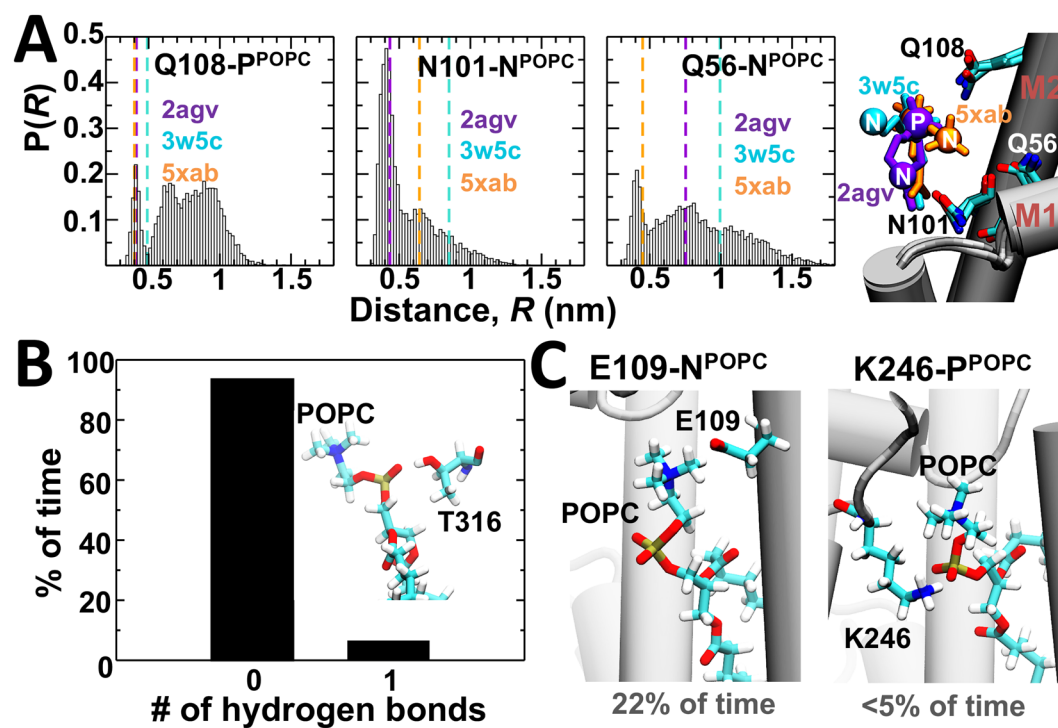 A
Q108-P^POPC
2agv
3w5c
5xab
N101-N^POPC
2agv
3w5c
5xab
Q56-N^POPC
2agv
3w5c
5xab
P(R)
0.5
0.4
0.3
0.2
0.1
0.5 1 1.5
0.5 1 1.5
0.5 1 1.5
Distance, R (nm)
Q108
M2
3w5c
5xab
N
P
N
N
Q56
2agv
N101
M1
B
% of time
100
80
60
40
20
0
POPC
T316
0 1
# of hydrogen bonds
C
E109-N^POPC
E109
POPC
22% of time
K246-P^POPC
POPC
K246
<5% of time